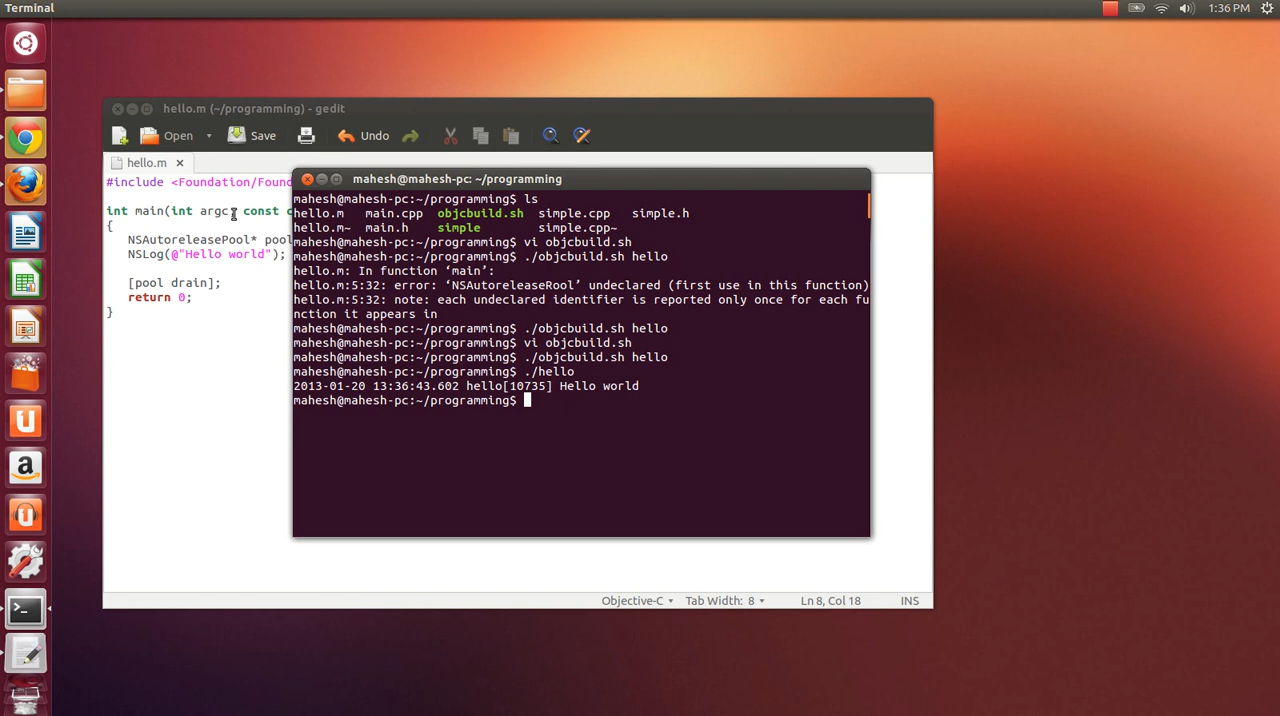 Terminal
1:36 PM
hello.m (~/programming) - gedit
Open
Save
Undo
hello.m
#include <Foundation/Found
int main(int argc, const c
{
NSAutoreleasePool* pool
NSLog(@"Hello world");
[pool drain];
return 0;
}
mahesh@mahesh-pc: ~/programming
mahesh@mahesh-pc:~/programming$ ls
hello.m main.cpp objcbuild.sh simple.cpp simple.h
hello.m~ main.h simple simple.cpp~
mahesh@mahesh-pc:~/programming$ vi objcbuild.sh
mahesh@mahesh-pc:~/programming$ ./objcbuild.sh hello
hello.m: In function ‘main’:
hello.m:5:32: error: ‘NSAutoreleaseRool’ undeclared (first use in this function)
hello.m:5:32: note: each undeclared identifier is reported only once for each fu
nction it appears in
mahesh@mahesh-pc:~/programming$ ./objcbuild.sh hello
mahesh@mahesh-pc:~/programming$ vi objcbuild.sh
mahesh@mahesh-pc:~/programming$ ./objcbuild.sh hello
mahesh@mahesh-pc:~/programming$ ./hello
2013-01-20 13:36:43.602 hello[10735] Hello world
mahesh@mahesh-pc:~/programming$
Objective-C Tab Width: 8 Ln 8, Col 18 INS